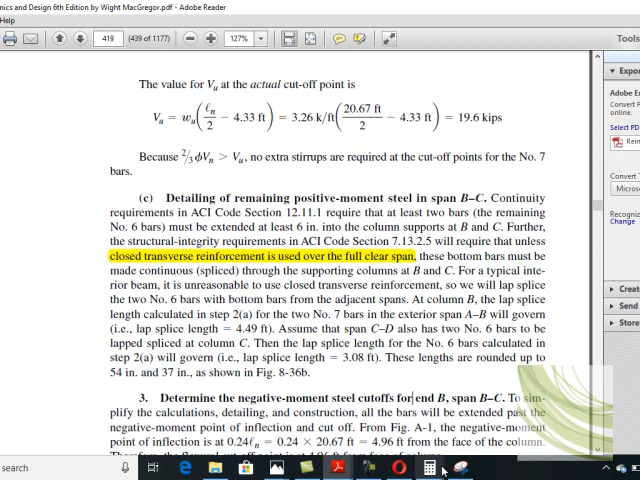 nics and Design 6th Edition by Wight MacGregor.pdf - Adobe Reader
Help
419 (439 of 1177) 127% Tools
The value for Vu at the actual cut-off point is
Vu = wu(ℓn/2 − 4.33 ft) = 3.26 k/ft(20.67 ft/2 − 4.33 ft) = 19.6 kips
Because 2/3 ϕVn > Vu, no extra stirrups are required at the cut-off points for the No. 7
bars.
(c) Detailing of remaining positive-moment steel in span B–C. Continuity
requirements in ACI Code Section 12.11.1 require that at least two bars (the remaining
No. 6 bars) must be extended at least 6 in. into the column supports at B and C. Further,
the structural-integrity requirements in ACI Code Section 7.13.2.5 will require that unless
closed transverse reinforcement is used over the full clear span, these bottom bars must be
made continuous (spliced) through the supporting columns at B and C. For a typical inte-
rior beam, it is unreasonable to use closed transverse reinforcement, so we will lap splice
the two No. 6 bars with bottom bars from the adjacent spans. At column B, the lap splice
length calculated in step 2(a) for the two No. 7 bars in the exterior span A–B will govern
(i.e., lap splice length = 4.49 ft). Assume that span C–D also has two No. 6 bars to be
lapped spliced at column C. Then the lap splice length for the No. 6 bars calculated in
step 2(a) will govern (i.e., lap splice length = 3.08 ft). These lengths are rounded up to
54 in. and 37 in., as shown in Fig. 8-36b.
3. Determine the negative-moment steel cutoffs for end B, span B–C. To sim-
plify the calculations, detailing, and construction, all the bars will be extended past the
negative-moment point of inflection and cut off. From Fig. A-1, the negative-moment
point of inflection is at 0.24ℓn = 0.24 × 20.67 ft = 4.96 ft from the face of the column.
Expor
Adobe E
Convert P
online.
Select PD
Rein
Convert T
Microso
Recogniz
Change
Creat
Send
Store
search